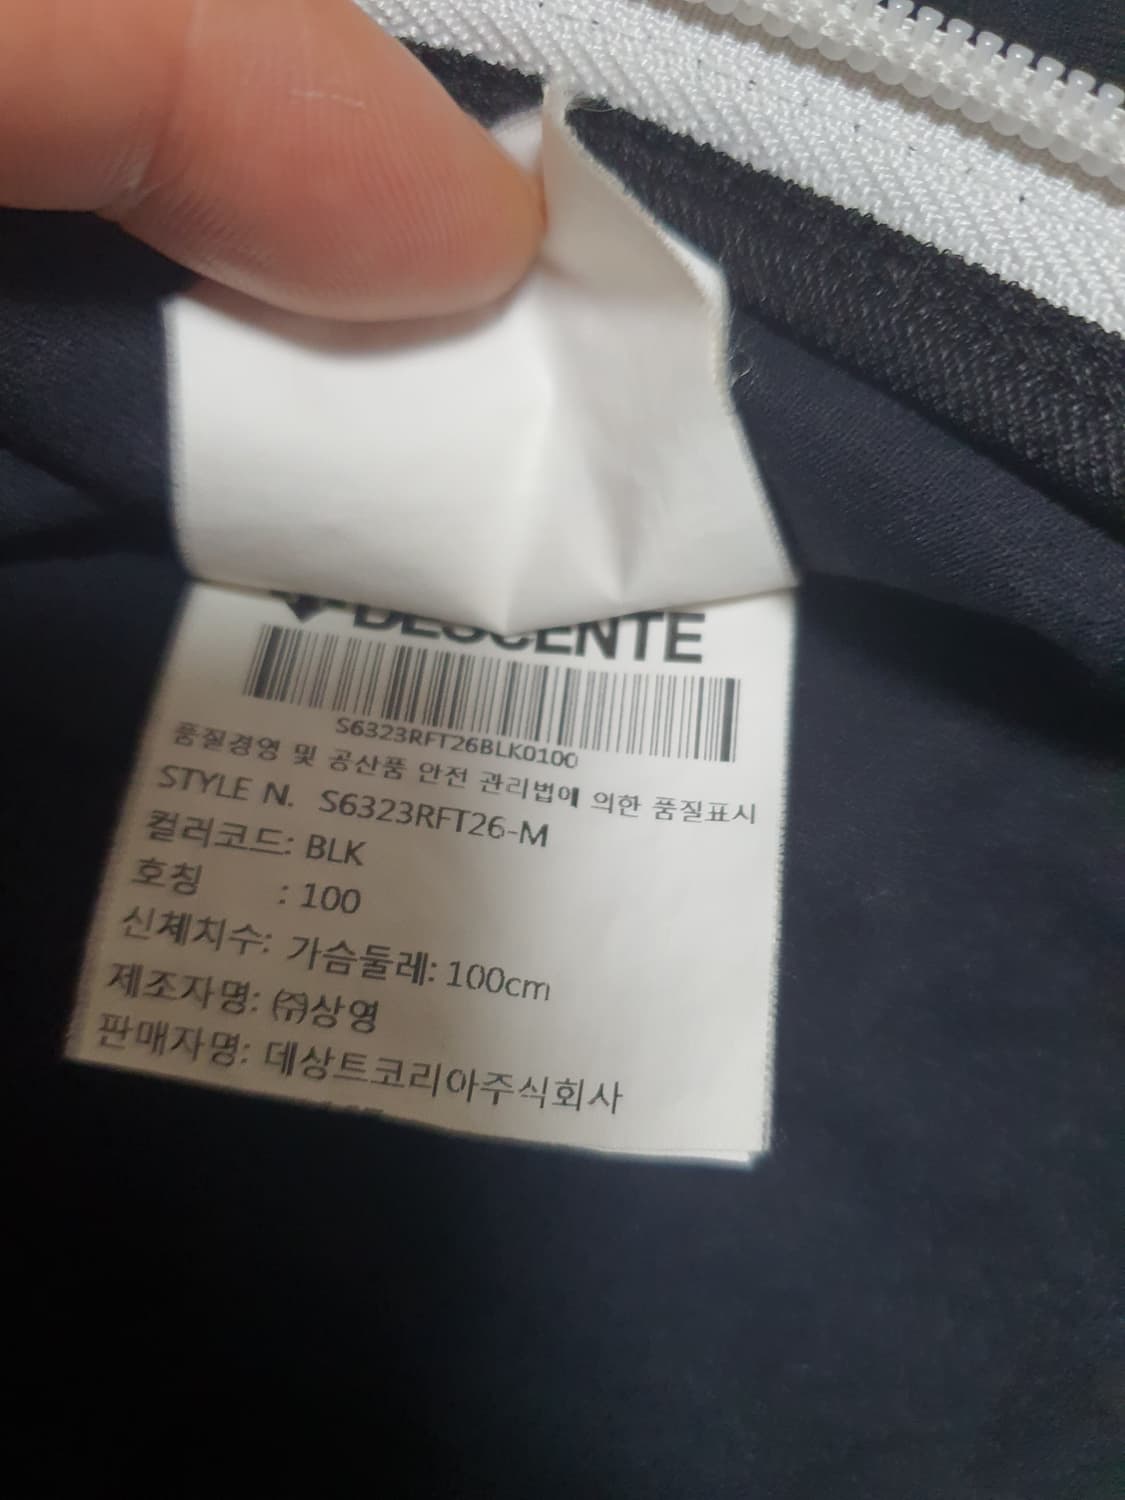 DESCENTE
S6323RFT26BLK0100
품질경영 및 공산품 안전 관리법에 의한 품질표시
STYLE N. S6323RFT26-M
컬러코드: BLK
호칭 : 100
신체치수: 가슴둘레: 100cm
제조자명: ㈜상영
판매자명: 데상트코리아주식회사